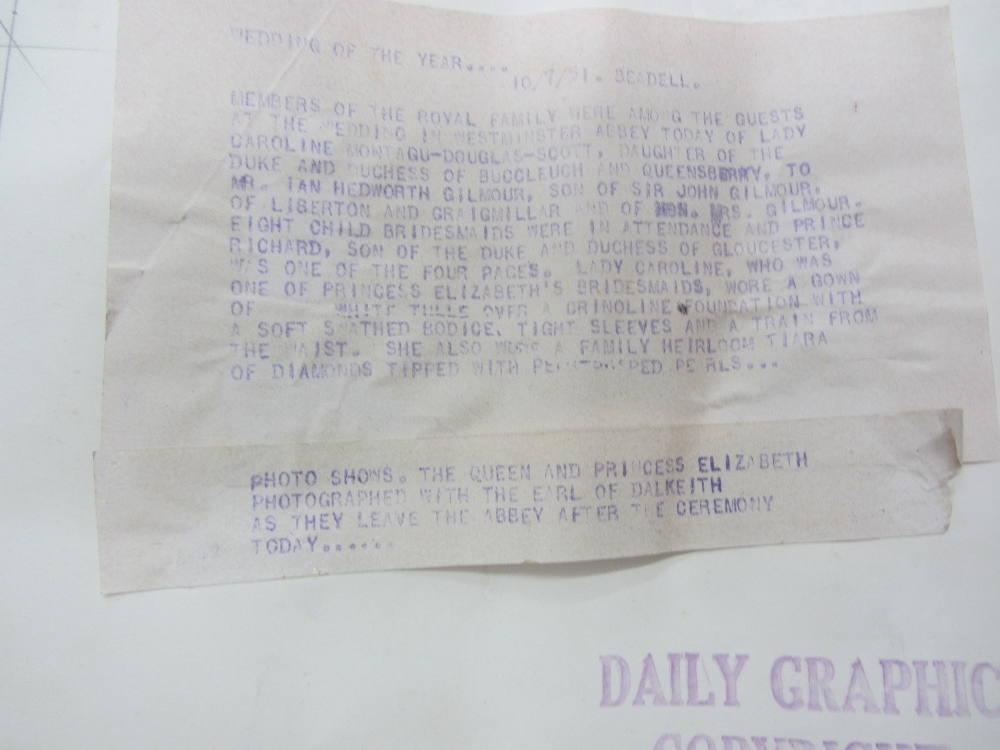 WEDDING OF THE YEAR....
10/7/51. BEADELL.
MEMBERS OF THE ROYAL FAMILY WERE AMONG THE GUESTS
AT THE WEDDING IN WESTMINSTER ABBEY TODAY OF LADY
CAROLINE MONTAGU-DOUGLAS-SCOTT, DAUGHTER OF THE
DUKE AND DUCHESS OF BUCCLEUCH AND QUEENSBERRY, TO
MR. IAN HEDWORTH GILMOUR, SON OF SIR JOHN GILMOUR,
OF LIBERTON AND CRAIGMILLAR AND OF HON. MRS. GILMOUR.
EIGHT CHILD BRIDESMAIDS WERE IN ATTENDANCE AND PRINCE
RICHARD, SON OF THE DUKE AND DUCHESS OF GLOUCESTER,
WAS ONE OF THE FOUR PAGES. LADY CAROLINE, WHO WAS
ONE OF PRINCESS ELIZABETH'S BRIDESMAIDS, WORE A GOWN
OF WHITE TULLE OVER A CRINOLINE FOUNDATION WITH
A SOFT SWATHED BODICE, TIGHT SLEEVES AND A TRAIN FROM
THE WAIST. SHE ALSO WORE A FAMILY HEIRLOOM TIARA
OF DIAMONDS TIPPED WITH PEAR-SHAPED PEARLS...
PHOTO SHOWS. THE QUEEN AND PRINCESS ELIZABETH
PHOTOGRAPHED WITH THE EARL OF DALKEITH
AS THEY LEAVE THE ABBEY AFTER THE CEREMONY
TODAY......
DAILY GRAPHIC
COPYRIGHT